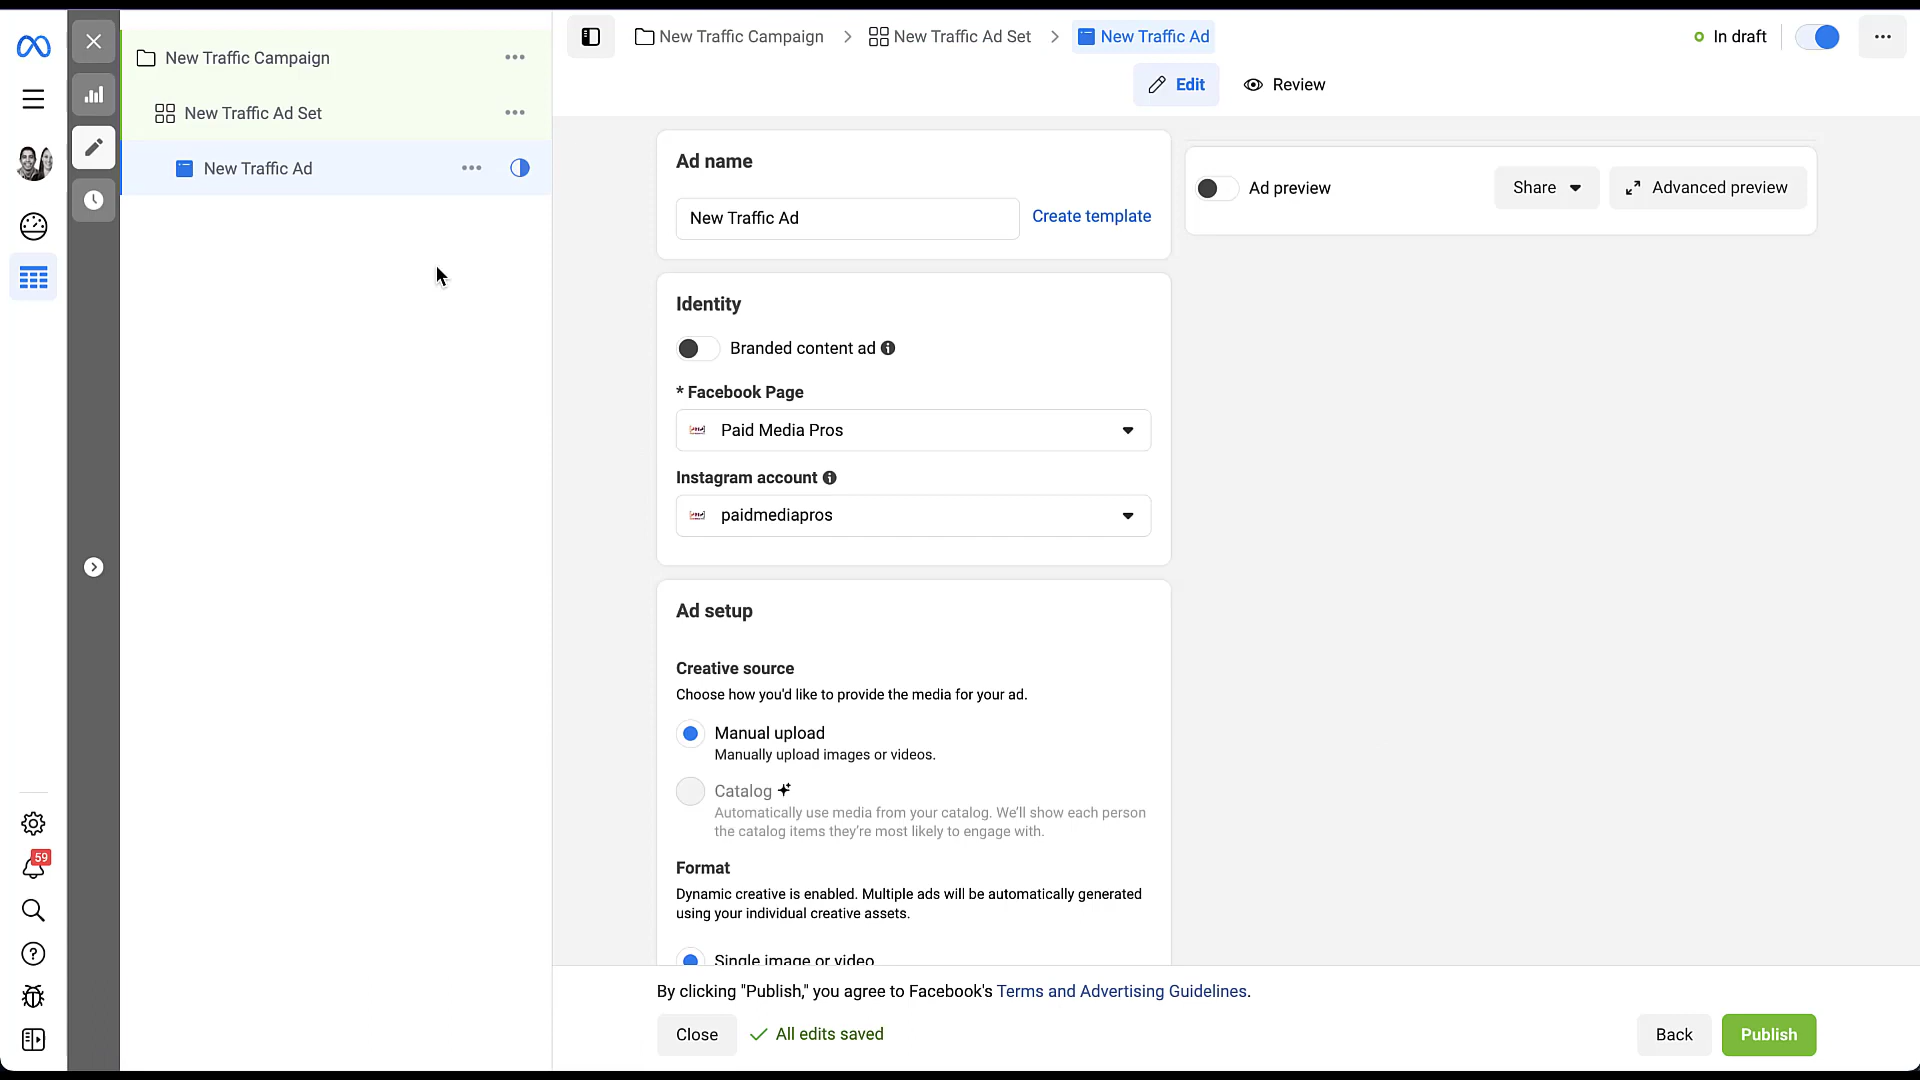 New Traffic Campaign
New Traffic Ad Set
New Traffic Ad
59
New Traffic Campaign > New Traffic Ad Set > New Traffic Ad
In draft
Edit
Review
Ad name
New Traffic Ad
Create template
Identity
Branded content ad
* Facebook Page
Paid Media Pros
Instagram account
paidmediapros
Ad setup
Creative source
Choose how you'd like to provide the media for your ad.
Manual upload
Manually upload images or videos.
Catalog
Automatically use media from your catalog. We'll show each person
the catalog items they're most likely to engage with.
Format
Dynamic creative is enabled. Multiple ads will be automatically generated
using your individual creative assets.
Single image or video
Ad preview
Share
Advanced preview
By clicking "Publish," you agree to Facebook's Terms and Advertising Guidelines.
Close
All edits saved
Back
Publish